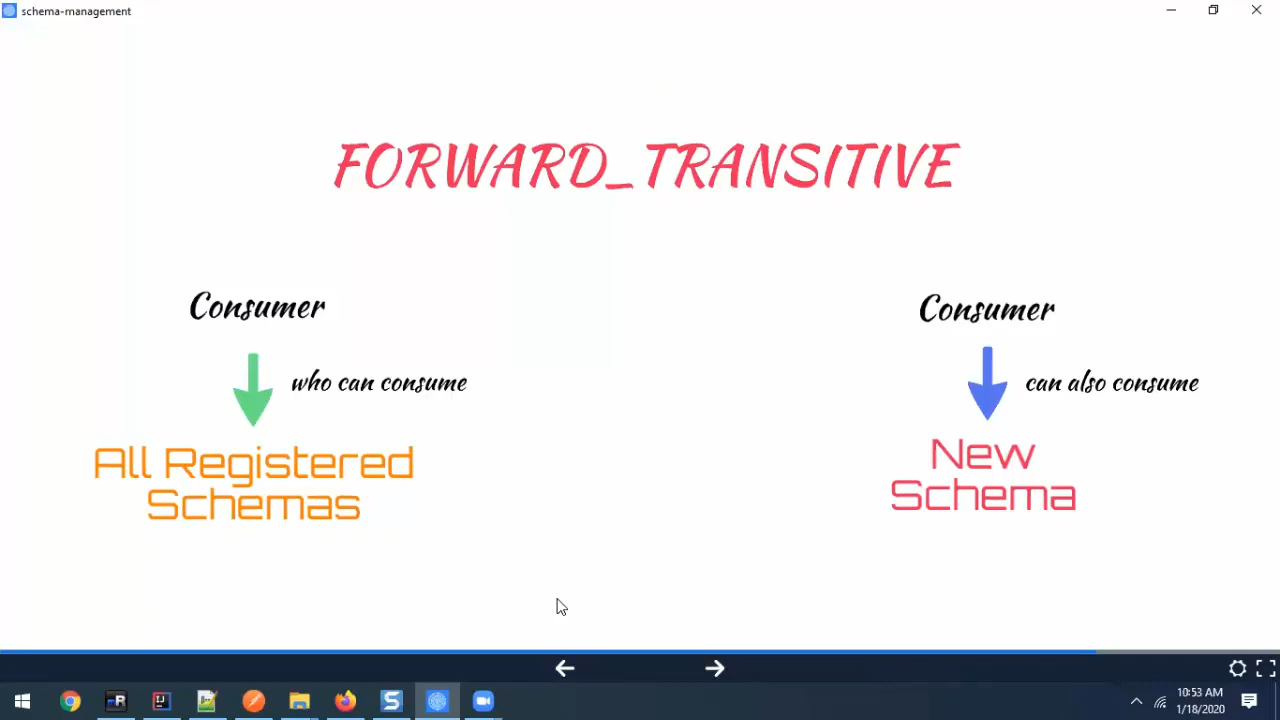 schema-management
FORWARD_TRANSITIVE
Consumer
who can consume
All Registered
Schemas
Consumer
can also consume
New
Schema
10:53 AM
1/18/2020